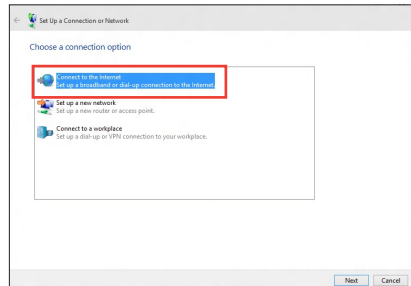 Set Up a Connection or Network
Choose a connection option
Connect to the Internet
Set up a broadband or dial-up connection to the Internet.
Set up a new network
Set up a new router or access point.
Connect to a workplace
Set up a dial-up or VPN connection to your workplace.
Next Cancel